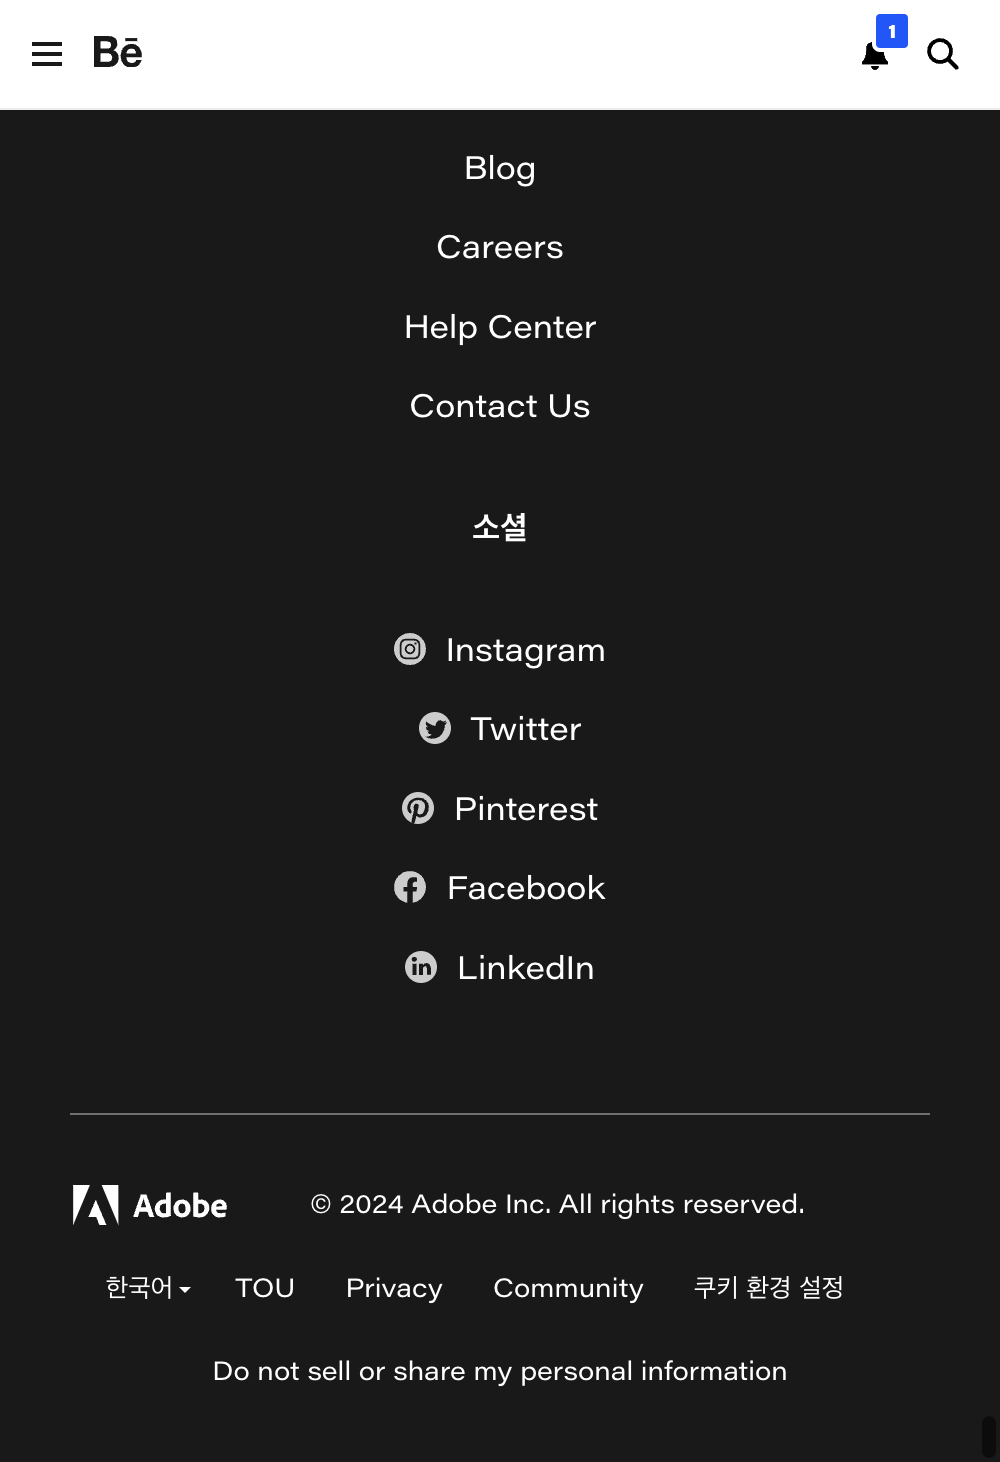 Bē
1
Blog
Careers
Help Center
Contact Us
소셜
Instagram
Twitter
Pinterest
Facebook
LinkedIn
Adobe © 2024 Adobe Inc. All rights reserved.
한국어 TOU Privacy Community 쿠키 환경 설정
Do not sell or share my personal information